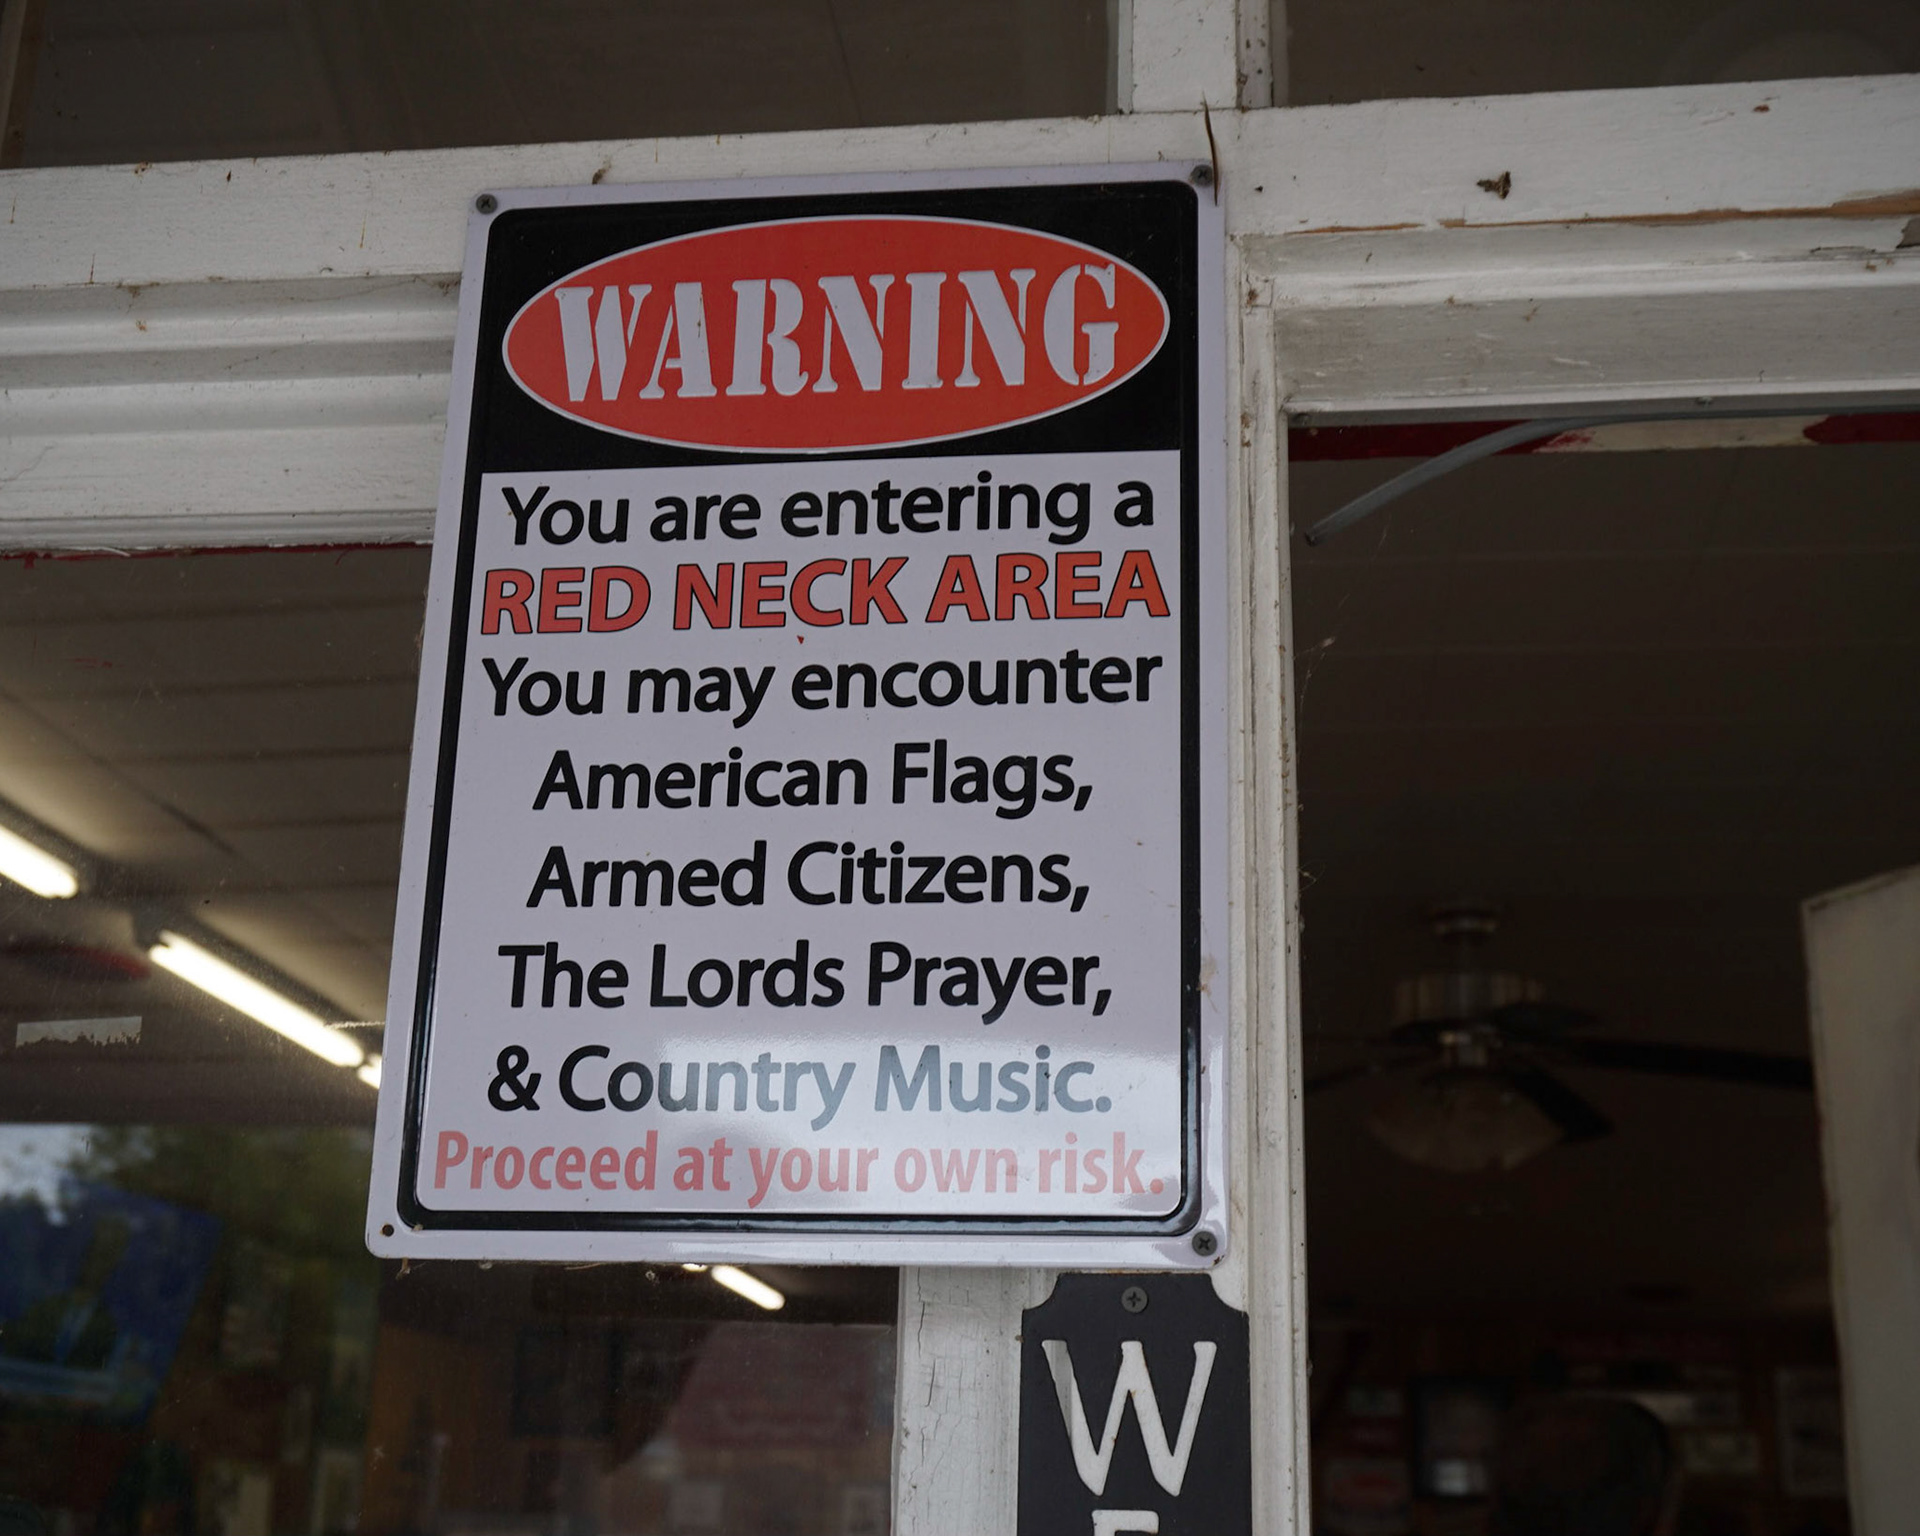 WARNING
You are entering a
RED NECK AREA
You may encounter
American Flags,
Armed Citizens,
The Lords Prayer,
& Country Music.
Proceed at your own risk.
W